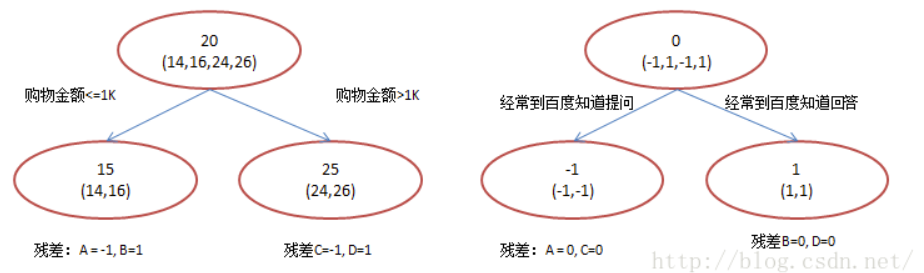 20
(14,16,24,26)
购物金额<=1K
购物金额>1K
15
(14,16)
25
(24,26)
残差：A = -1, B=1
残差C=-1, D=1
0
(-1,1,-1,1)
经常到百度知道提问
经常到百度知道回答
-1
(-1,-1)
1
(1,1)
残差：A = 0, C=0
残差B=0, D=0
http://blog.csdn.net/